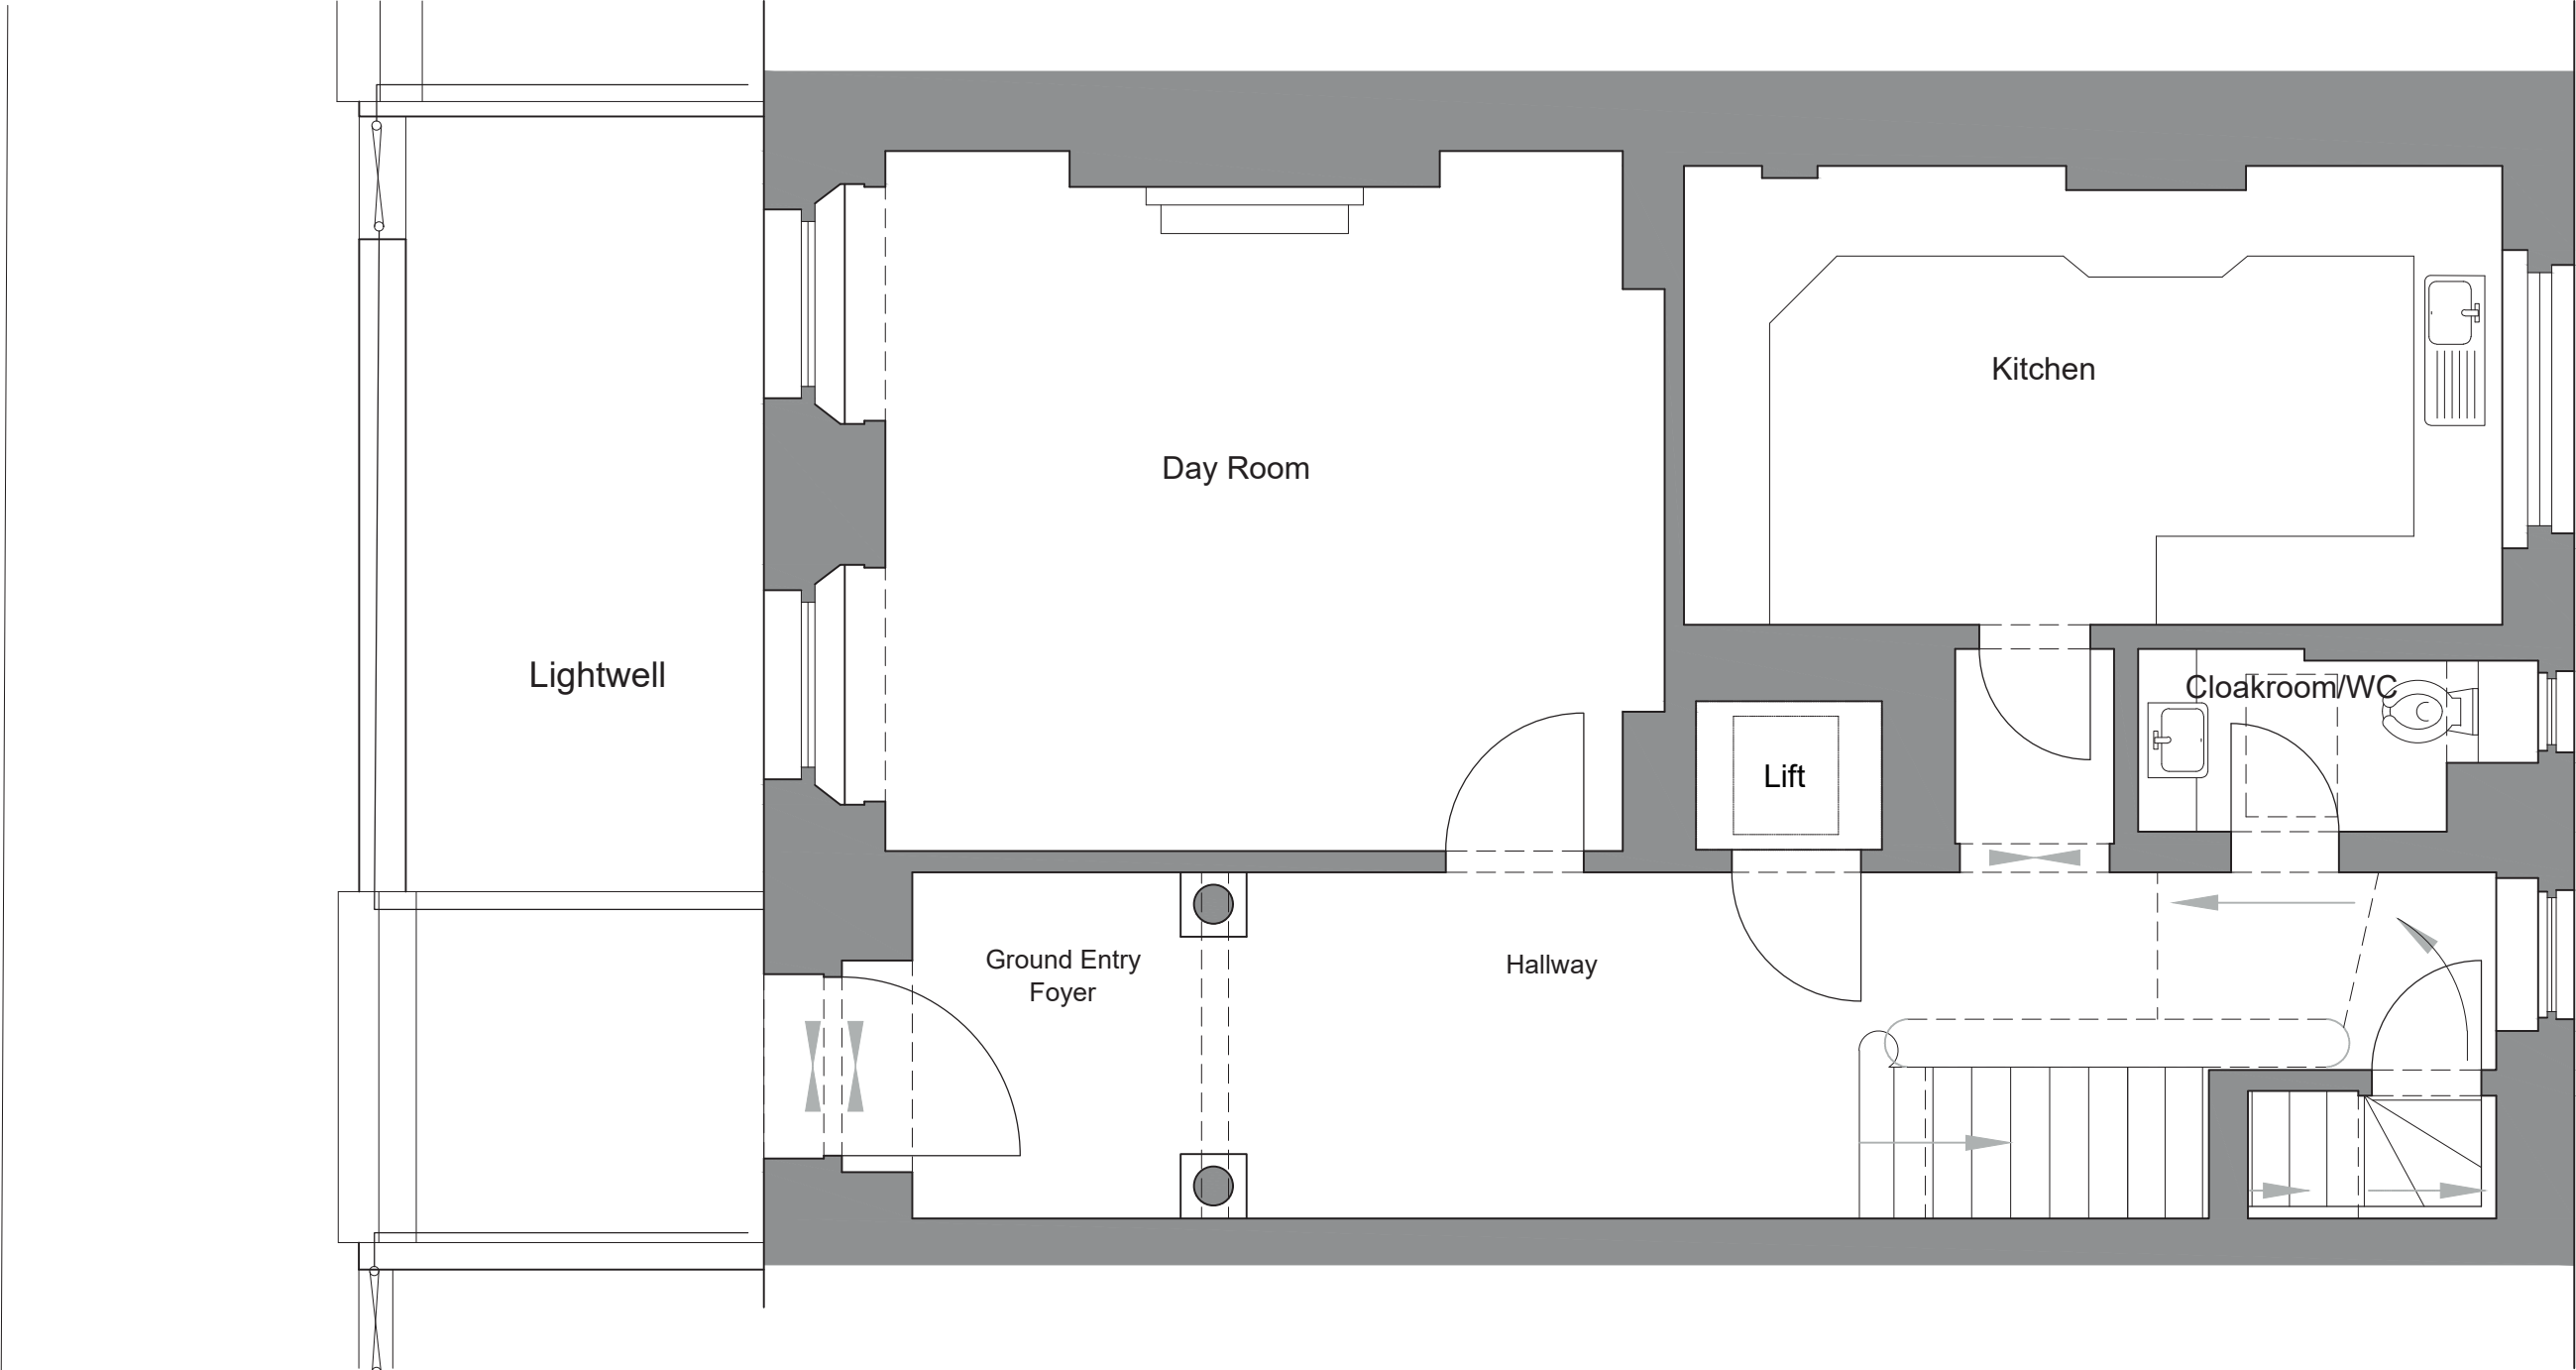 Kitchen
Day Room
Lightwell
Cloakroom/WC
Lift
Ground Entry
Foyer
Hallway